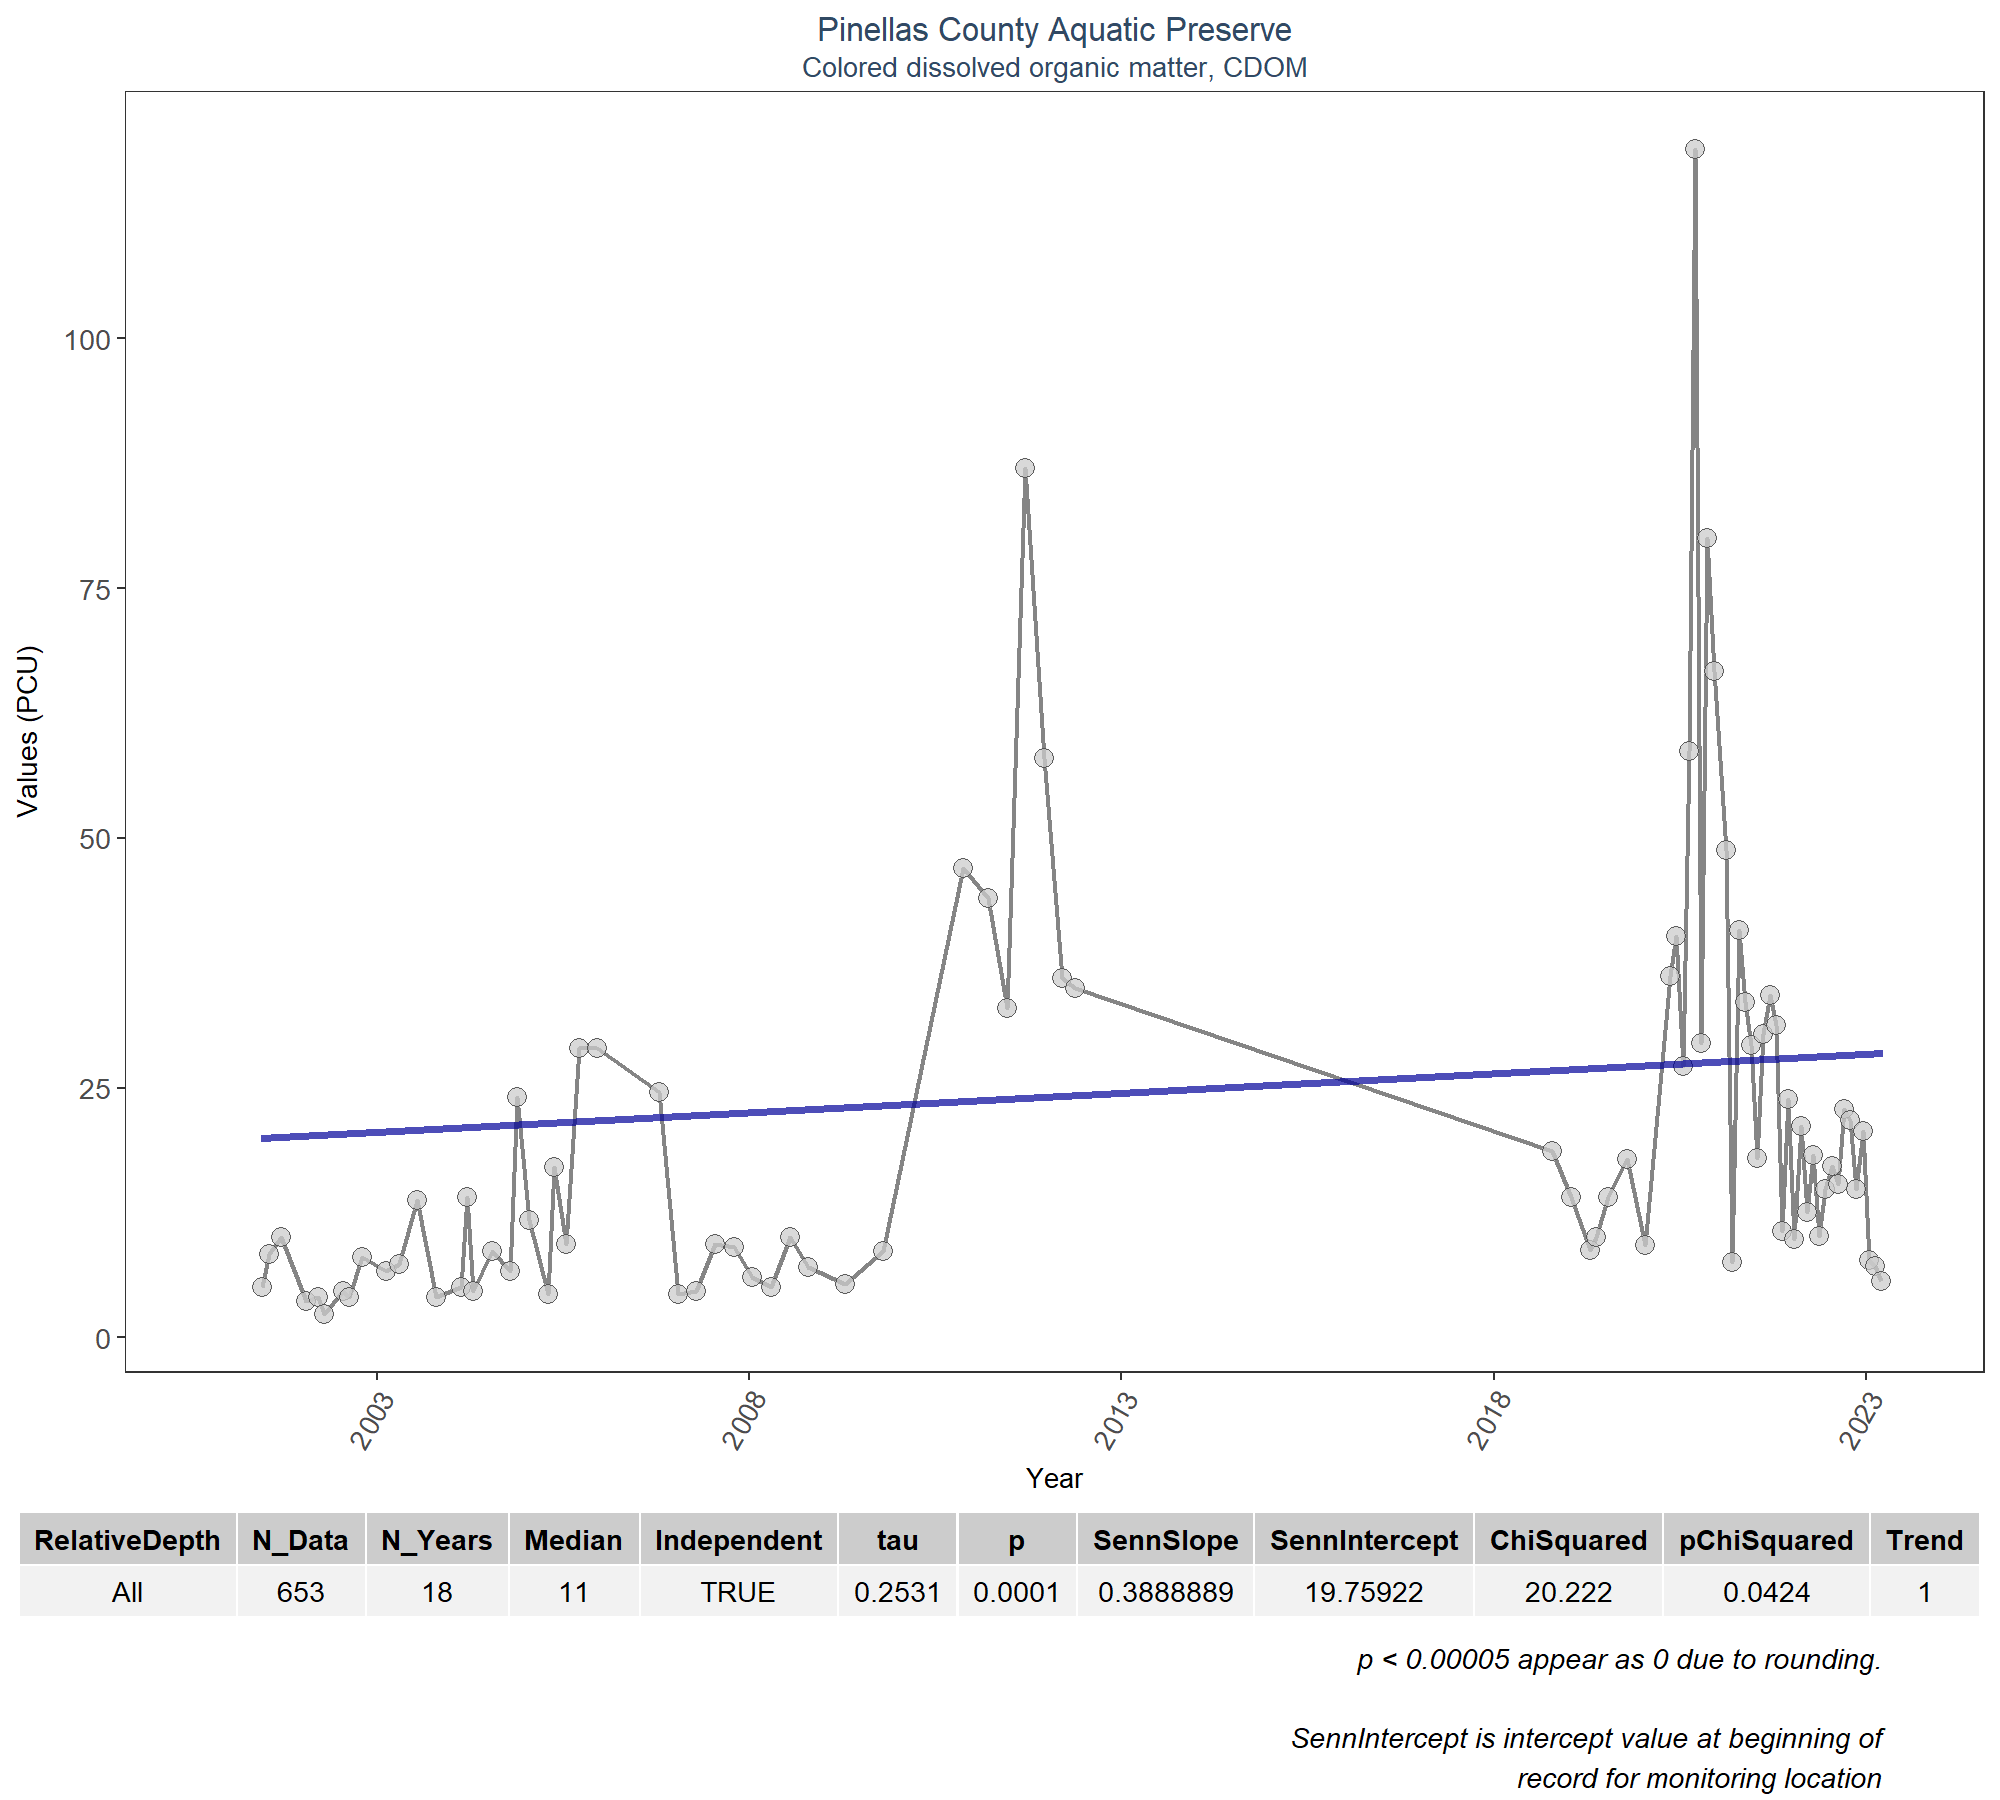 Pinellas County Aquatic Preserve
Colored dissolved organic matter, CDOM
Values (PCU)
100
75
50
25
0
2003 2008 2013 2018 2023
Year
RelativeDepth N_Data N_Years Median Independent tau p SennSlope SennIntercept ChiSquared pChiSquared Trend
All 653 18 11 TRUE 0.2531 0.0001 0.3888889 19.75922 20.222 0.0424 1
p < 0.00005 appear as 0 due to rounding.
SennIntercept is intercept value at beginning of
record for monitoring location